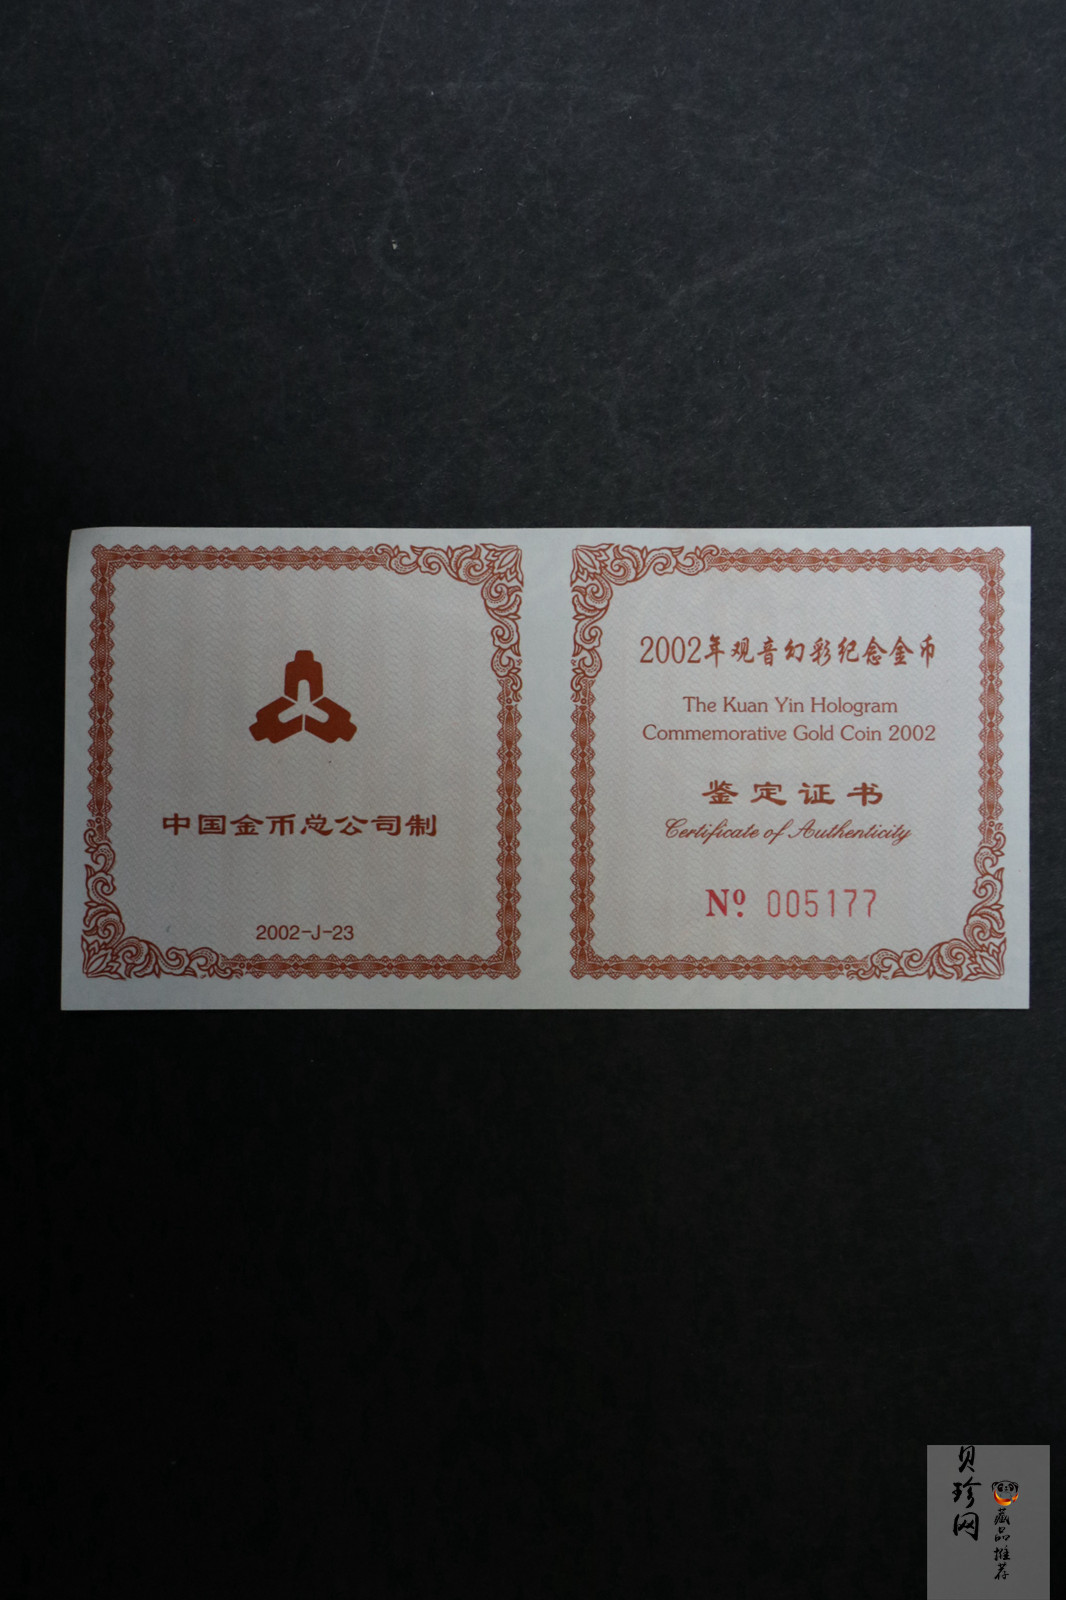 中国金币总公司制
2002-J-23
2002年观音幻彩纪念金币
The Kuan Yin Hologram
Commemorative Gold Coin 2002
鉴定证书
Certificate of Authenticity
Nº 005177
贝珍网
藏品推荐